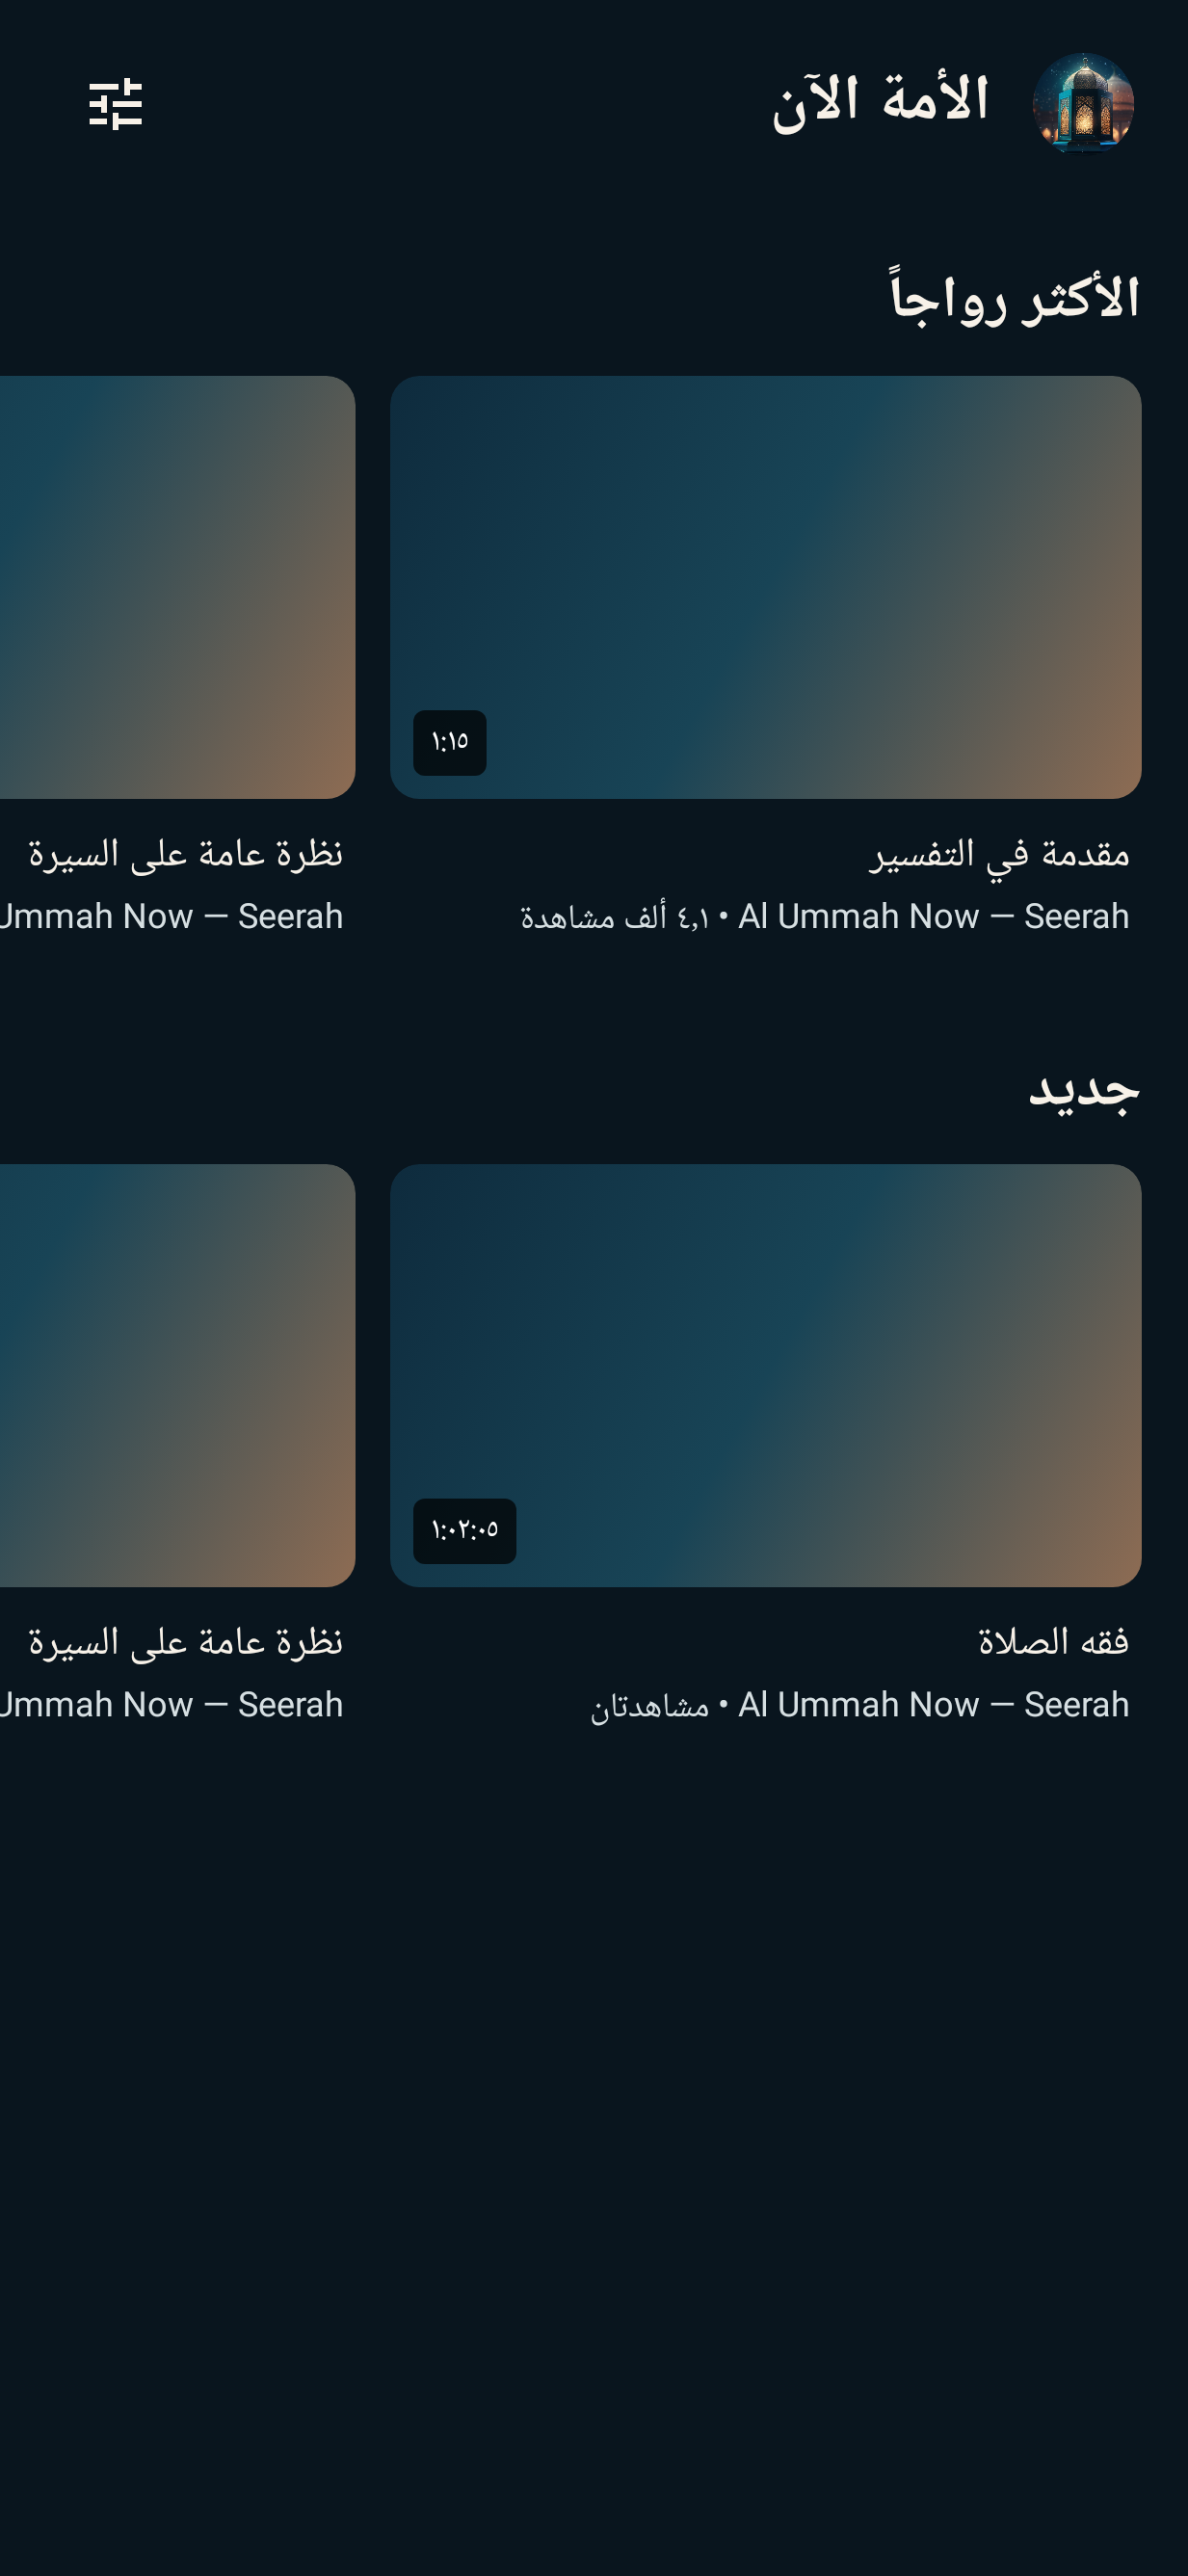 الأمة الآن
الأكثر رواجاً
١:١٥
مقدمة في التفسير
Al Ummah Now — Seerah • ٤٫١ ألف مشاهدة
نظرة عامة على السيرة
Ummah Now — Seerah
جديد
١:٠٢:٠٥
فقه الصلاة
Al Ummah Now — Seerah • مشاهدتان
نظرة عامة على السيرة
Ummah Now — Seerah